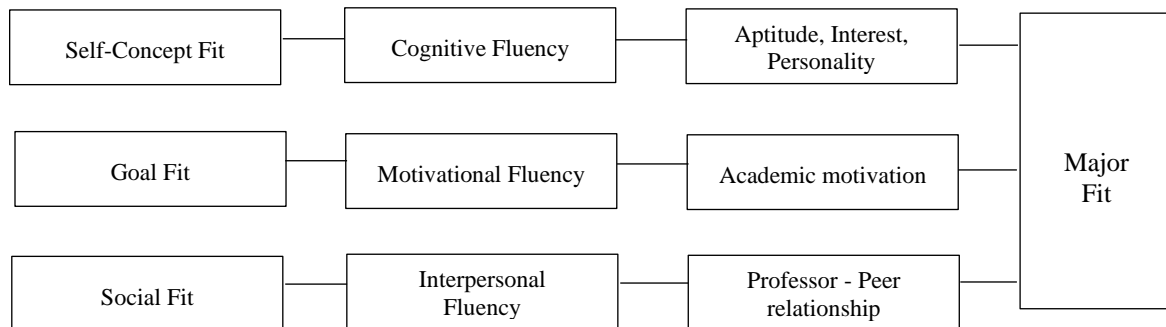 Self-Concept Fit
Cognitive Fluency
Aptitude, Interest,
Personality
Goal Fit
Motivational Fluency
Academic motivation
Social Fit
Interpersonal
Fluency
Professor - Peer
relationship
Major
Fit